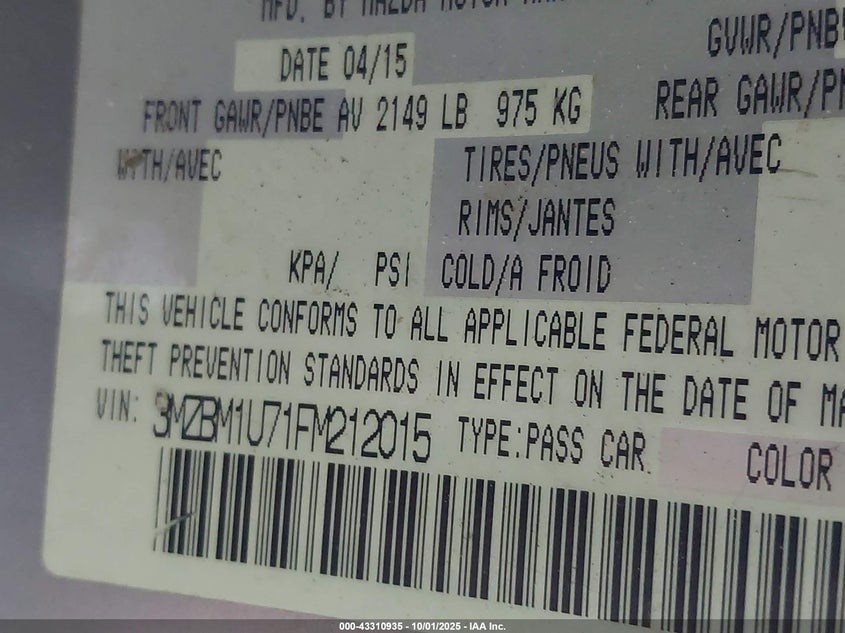 MFD. BY MAZDA MOTOR
DATE 04/15
GVWR/PNB
FRONT GAWR/PNBE AV 2149 LB 975 KG
REAR GAWR/
WITH/AVEC
TIRES/PNEUS WITH/AVEC
RIMS/JANTES
KPA/ PSI COLD/A FROID
THIS VEHICLE CONFORMS TO ALL APPLICABLE FEDERAL MOTOR
THEFT PREVENTION STANDARDS IN EFFECT ON THE DATE OF MA
VIN: 3MZBM1U71FM212015 TYPE:PASS CAR
COLOR
000-43310935 - 10/01/2025 - IAA Inc.